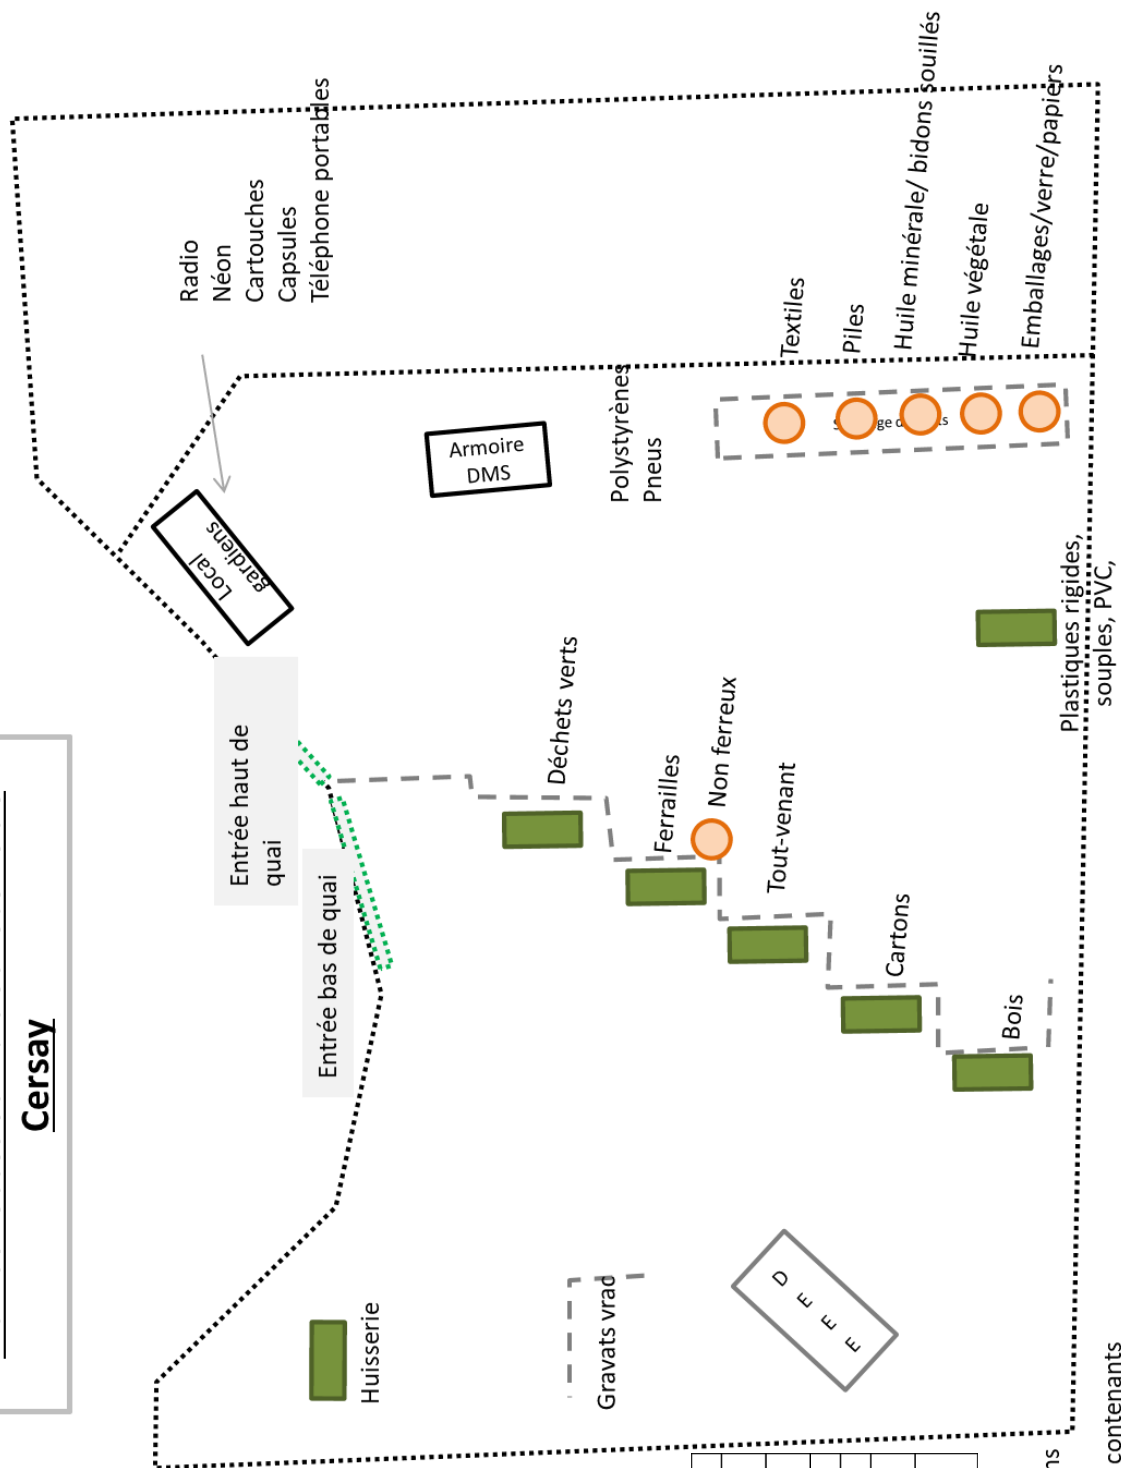 Cersay
Radio
Néon
Cartouches
Capsules
Téléphone portables
Local
gardiens
Entrée haut de
quai
Entrée bas de quai
Armoire
DMS
Polystyrènes
Pneus
Textiles
Piles
Huile minérale/ bidons souillés
Huile végétale
Emballages/verre/papiers
Déchets verts
Ferrailles
Non ferreux
Tout-venant
Cartons
Bois
Plastiques rigides,
souples, PVC,
Huisserie
Gravats vrac
D
E
E
E
contenants